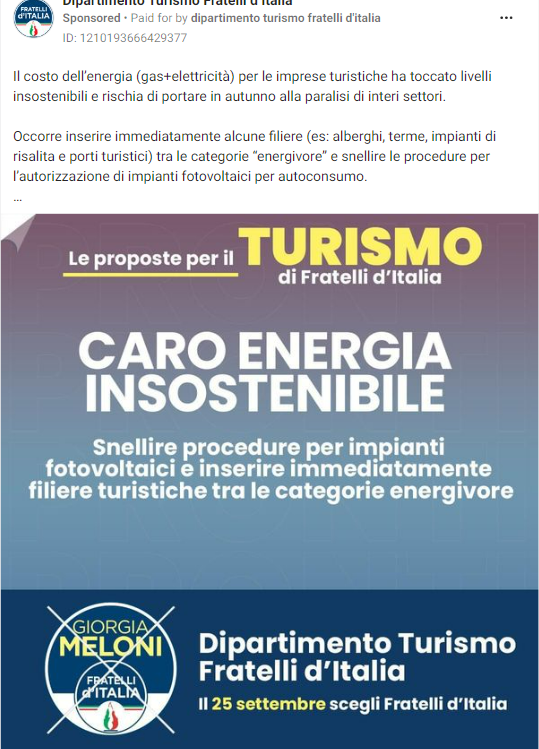 Dipartimento Turismo Fratelli d'Italia
Sponsored • Paid for by dipartimento turismo fratelli d'italia
ID: 1210193666429377
Il costo dell’energia (gas+elettricità) per le imprese turistiche ha toccato livelli
insostenibili e rischia di portare in autunno alla paralisi di interi settori.
Occorre inserire immediatamente alcune filiere (es: alberghi, terme, impianti di
risalita e porti turistici) tra le categorie “energivore” e snellire le procedure per
l’autorizzazione di impianti fotovoltaici per autoconsumo.
...
Le proposte per il TURISMO
di Fratelli d’Italia
CARO ENERGIA
INSOSTENIBILE
Snellire procedure per impianti
fotovoltaici e inserire immediatamente
filiere turistiche tra le categorie energivore
GIORGIA
MELONI
FRATELLI
d'ITALIA
Dipartimento Turismo
Fratelli d’Italia
Il 25 settembre scegli Fratelli d’Italia